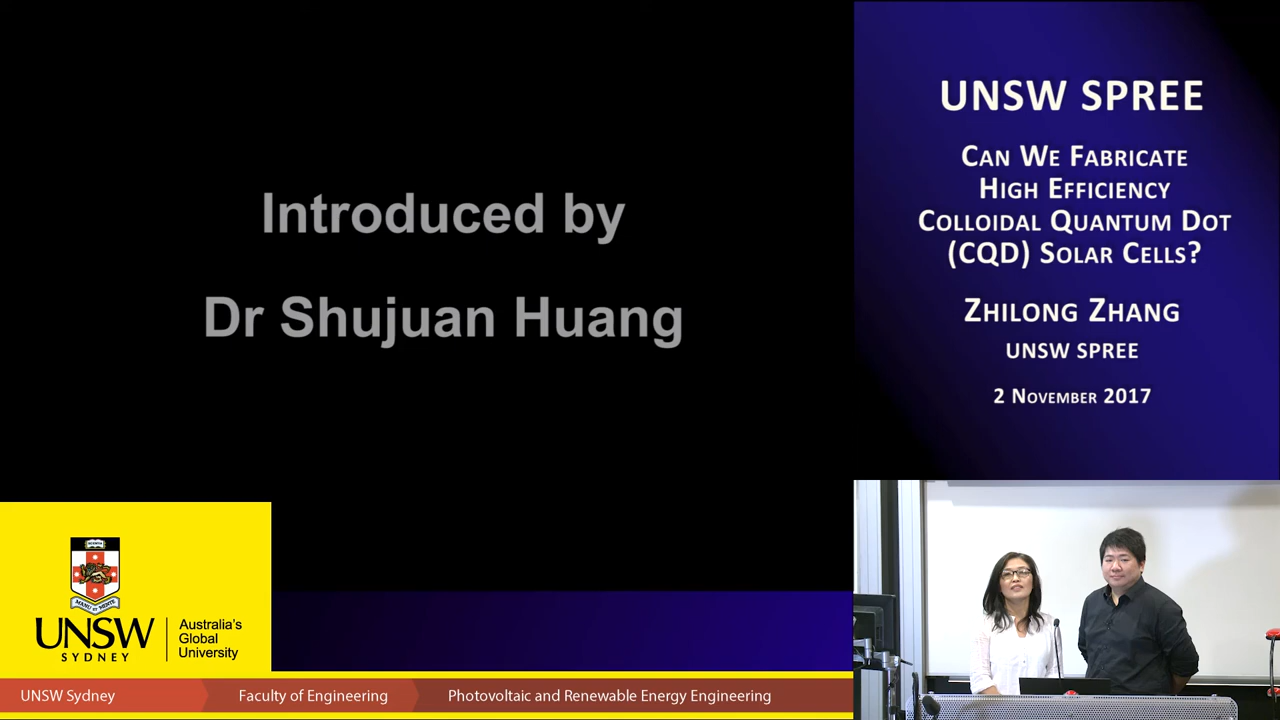 Introduced by
Dr Shujuan Huang
UNSW SPREE
CAN WE FABRICATE
HIGH EFFICIENCY
COLLOIDAL QUANTUM DOT
(CQD) SOLAR CELLS?
ZHILONG ZHANG
UNSW SPREE
2 NOVEMBER 2017
UNSW
SYDNEY
Australia's
Global
University
UNSW Sydney
Faculty of Engineering
Photovoltaic and Renewable Energy Engineering